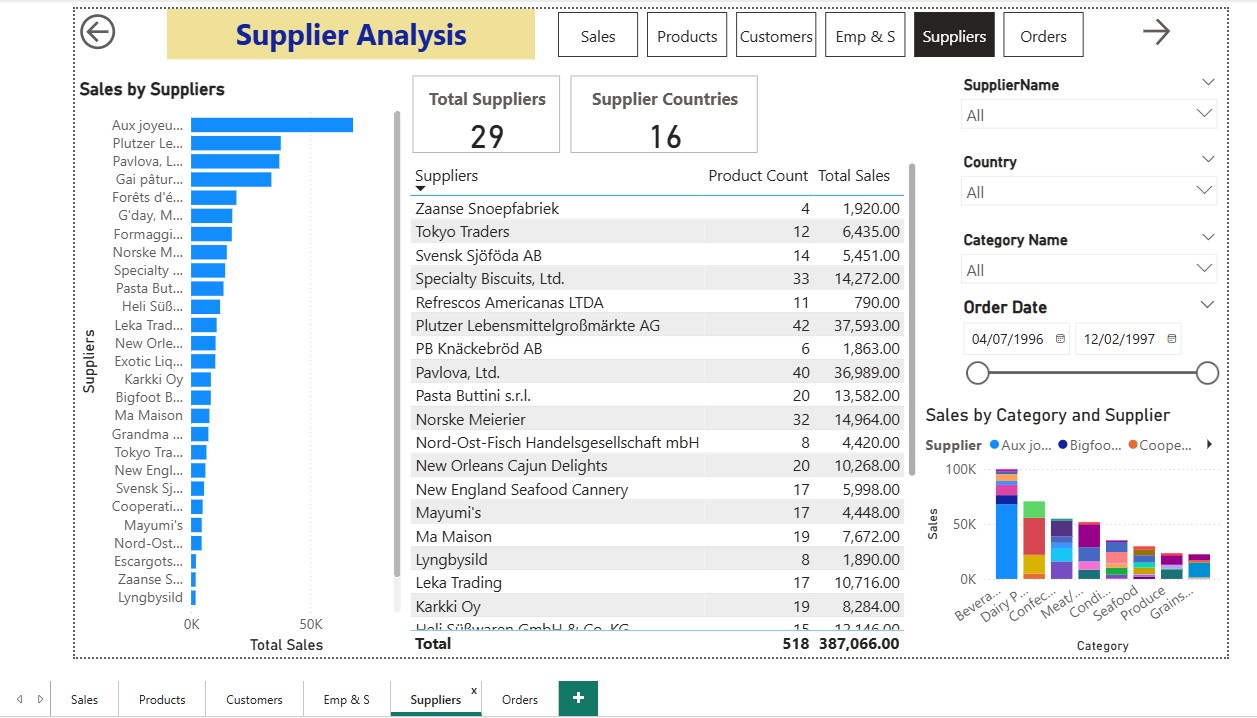 Supplier Analysis
Sales
Products
Customers
Emp & S
Suppliers
Orders
Sales by Suppliers
Suppliers
Aux joyeu...
Plutzer Le...
Pavlova, L...
Gai pâtur...
Forêts d'é...
G'day, M...
Formaggi...
Norske M...
Specialty ...
Pasta But...
Heli Süß...
Leka Trad...
New Orle...
Exotic Liq...
Karkki Oy
Bigfoot B...
Ma Maison
Grandma ...
Tokyo Tra...
New Engl...
Svensk Sj...
Cooperati...
Mayumi's
Nord-Ost...
Escargots...
Zaanse S...
Lyngbysild
0K 50K
Total Sales
Total Suppliers
29
Supplier Countries
16
Suppliers Product Count Total Sales
Zaanse Snoepfabriek 4 1,920.00
Tokyo Traders 12 6,435.00
Svensk Sjöföda AB 14 5,451.00
Specialty Biscuits, Ltd. 33 14,272.00
Refrescos Americanas LTDA 11 790.00
Plutzer Lebensmittelgroßmärkte AG 42 37,593.00
PB Knäckebröd AB 6 1,863.00
Pavlova, Ltd. 40 36,989.00
Pasta Buttini s.r.l. 20 13,582.00
Norske Meierier 32 14,964.00
Nord-Ost-Fisch Handelsgesellschaft mbH 8 4,420.00
New Orleans Cajun Delights 20 10,268.00
New England Seafood Cannery 17 5,998.00
Mayumi's 17 4,448.00
Ma Maison 19 7,672.00
Lyngbysild 8 1,890.00
Leka Trading 17 10,716.00
Karkki Oy 19 8,284.00
Heli Süßwaren GmbH & Co. KG 15 12,146.00
Total 518 387,066.00
SupplierName
All
Country
All
Category Name
All
Order Date
04/07/1996 12/02/1997
Sales by Category and Supplier
Supplier Aux jo... Bigfoo... Coope...
Sales
100K
50K
0K
Bevera...
Dairy P...
Confec...
Meat/...
Condi...
Seafood
Produce
Grains...
Category
Sales
Products
Customers
Emp & S
Suppliers x
Orders
+